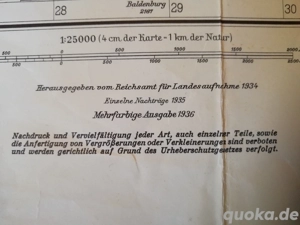 28
Baldenburg
2167
29
30
31
1:25000 (4 cm der Karte = 1 km der Natur)
Herausgegeben vom Reichsamt für Landesaufnahme 1934
Einzelne Nachträge 1935
Mehrfarbige Ausgabe 1936
Nachdruck und Vervielfältigung jeder Art, auch einzelner Teile, sowie
die Anfertigung von Vergrößerungen oder Verkleinerungen sind verboten
und werden gerichtlich auf Grund des Urheberschutzgesetzes verfolgt.
quoka.de